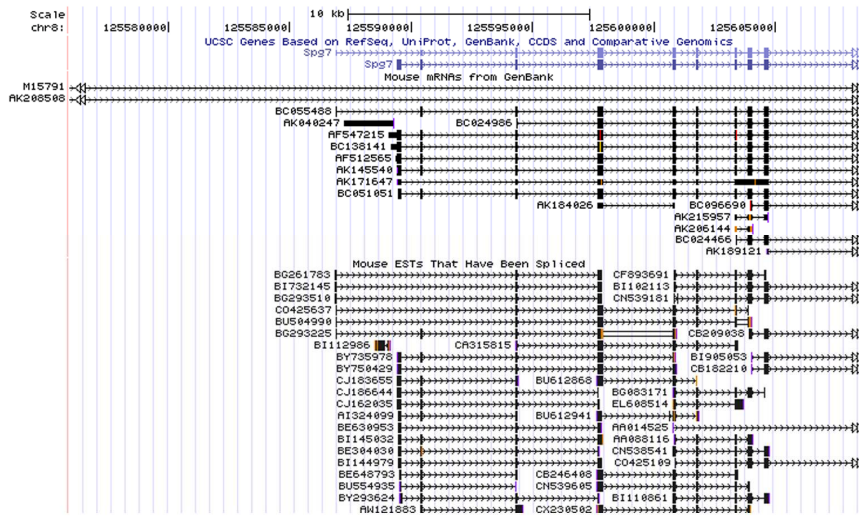 Scale 10 kb
chr8: 125580000 125585000 125590000 125595000 125600000 125605000
UCSC Genes Based on RefSeq, UniProt, GenBank, CCDS and Comparative Genomics
Spg7
Spg7
Mouse mRNAs from GenBank
M15791
AK208508
BC055488
AK040247 BC024986
AF547215
BC138141
AF512565
AK145540
AK171647
BC051051
AK184026 BC096690
AK215957
AK206144
BC024466
AK189121
Mouse ESTs That Have Been Spliced
BG261783 CF893691
BI732145 BI102113
BG293510 CN539181
CO425637
BU504990
BG293225 CB209038
BI112986 CA315815
BY735978 BI905053
BY750429 CB182210
CJ183655 BU612868
CJ186644 BG083171
CJ162035 EL608514
AI324099 BU612941
BE630953 AA014525
BI145032 AA088116
BE304030 CN538541
BI144979 CO425109
BE648793 CB246408
BU554935 CN539605
BY293624 BI110861
AW121883 CX230502